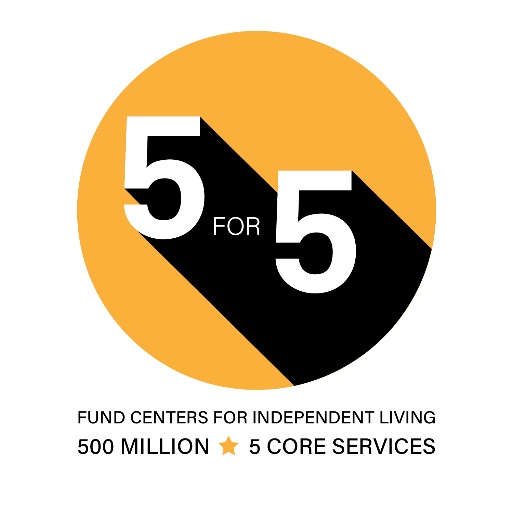 5 FOR 5
FUND CENTERS FOR INDEPENDENT LIVING
500 MILLION ★ 5 CORE SERVICES